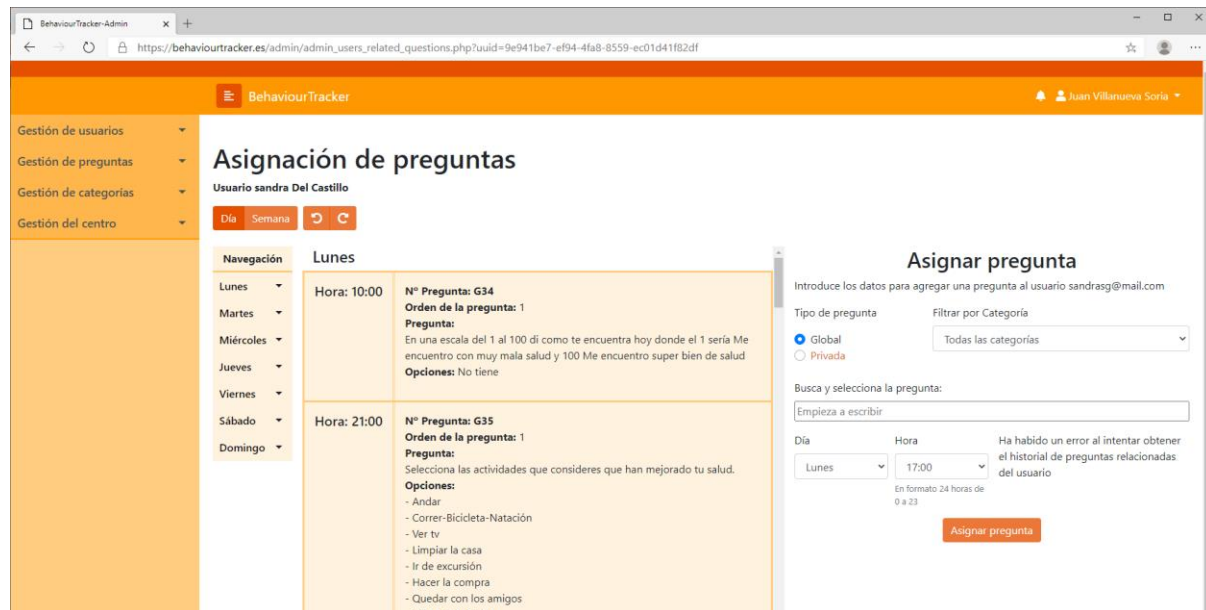 BehaviourTracker-Admin
https://behaviourtracker.es/admin/admin_users_related_questions.php?uuid=9e941be7-ef94-4fa8-8559-ec01d41f82df
BehaviourTracker
Juan Villanueva Soria
Gestión de usuarios
Gestión de preguntas
Gestión de categorías
Gestión del centro
Asignación de preguntas
Usuario sandra Del Castillo
Día Semana
Navegación
Lunes
Martes
Miércoles
Jueves
Viernes
Sábado
Domingo
Lunes
Hora: 10:00
Nº Pregunta: G34
Orden de la pregunta: 1
Pregunta:
En una escala del 1 al 100 di como te encuentra hoy donde el 1 sería Me
encuentro con muy mala salud y 100 Me encuentro super bien de salud
Opciones: No tiene
Hora: 21:00
Nº Pregunta: G35
Orden de la pregunta: 1
Pregunta:
Selecciona las actividades que consideres que han mejorado tu salud.
Opciones:
- Andar
- Correr-Bicicleta-Natación
- Ver tv
- Limpiar la casa
- Ir de excursión
- Hacer la compra
- Quedar con los amigos
Asignar pregunta
Introduce los datos para agregar una pregunta al usuario sandrasg@mail.com
Tipo de pregunta
Global
Privada
Filtrar por Categoría
Todas las categorías
Busca y selecciona la pregunta:
Empieza a escribir
Día
Lunes
Hora
17:00
En formato 24 horas de
0 a 23
Ha habido un error al intentar obtener
el historial de preguntas relacionadas
del usuario
Asignar pregunta